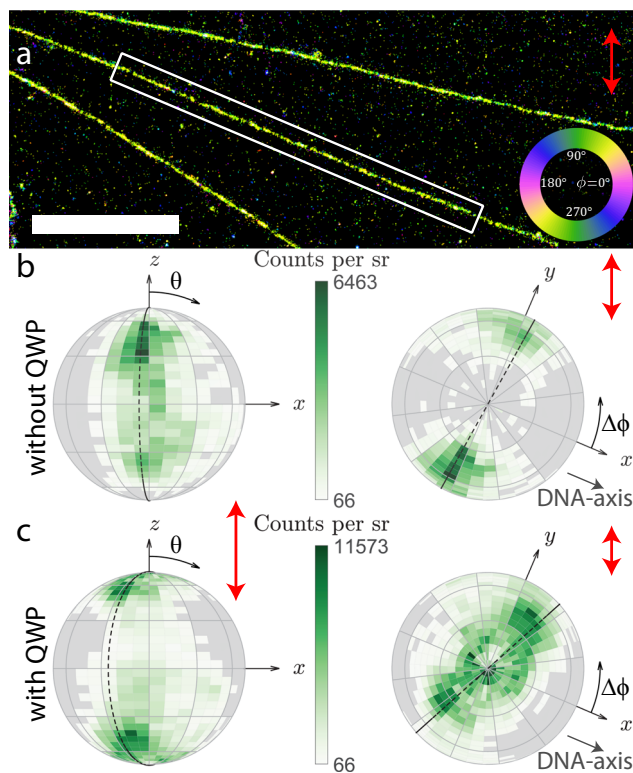 a
90°
180° ϕ=0°
270°
b
without QWP
z
θ
x
Counts per sr
6463
66
y
Δϕ
x
DNA-axis
c
with QWP
z
θ
x
Counts per sr
11573
66
y
Δϕ
x
DNA-axis